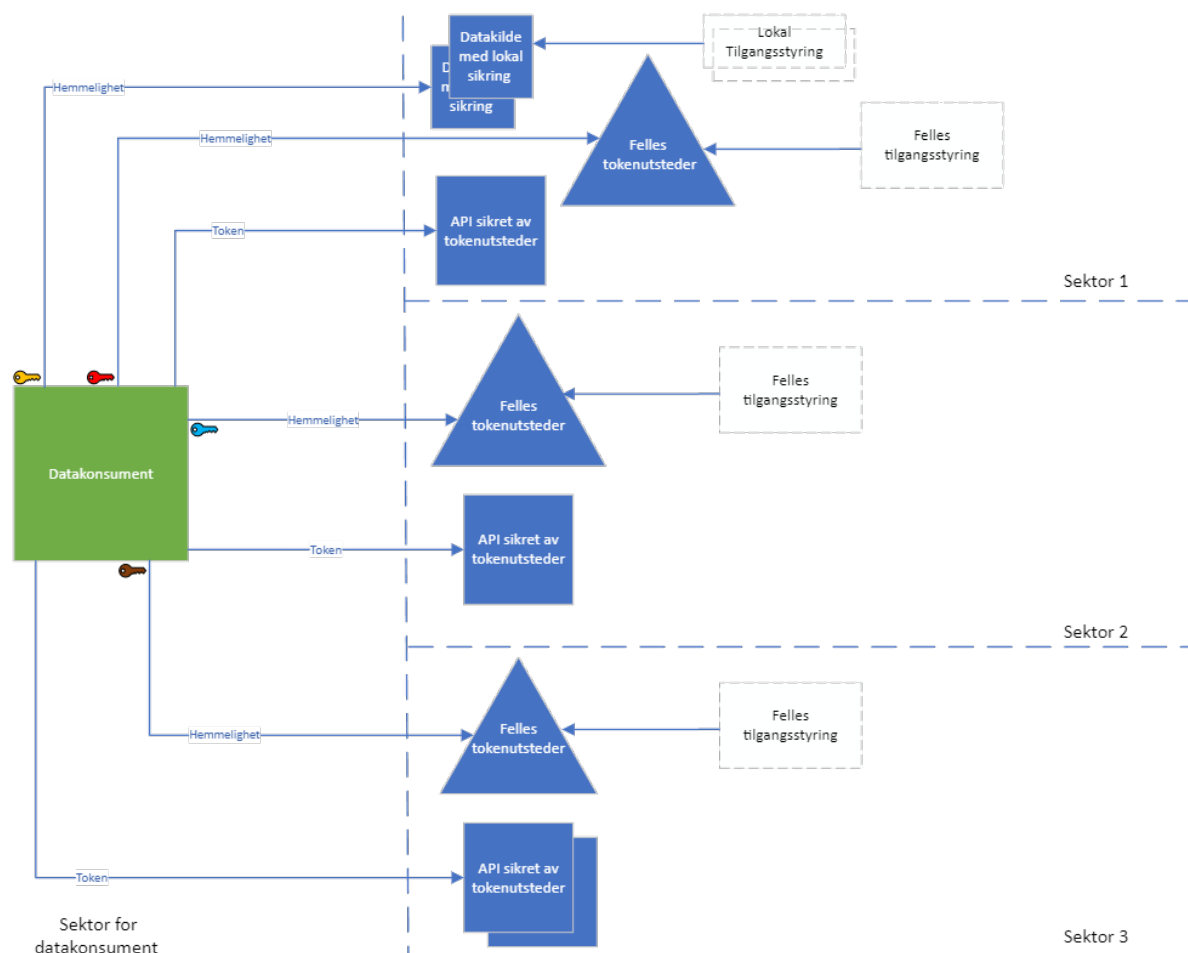 Datakilde
med lokal
sikring
D
m
sikring
Lokal
Tilgangsstyring
Hemmelighet
Hemmelighet
Felles
tokenutsteder
Felles
tilgangsstyring
Token
API sikret av
tokenutsteder
Sektor 1
Felles
tokenutsteder
Felles
tilgangsstyring
Hemmelighet
Datakonsument
Token
API sikret av
tokenutsteder
Sektor 2
Felles
tokenutsteder
Felles
tilgangsstyring
Hemmelighet
Token
API sikret av
tokenutsteder
Sektor for
datakonsument
Sektor 3